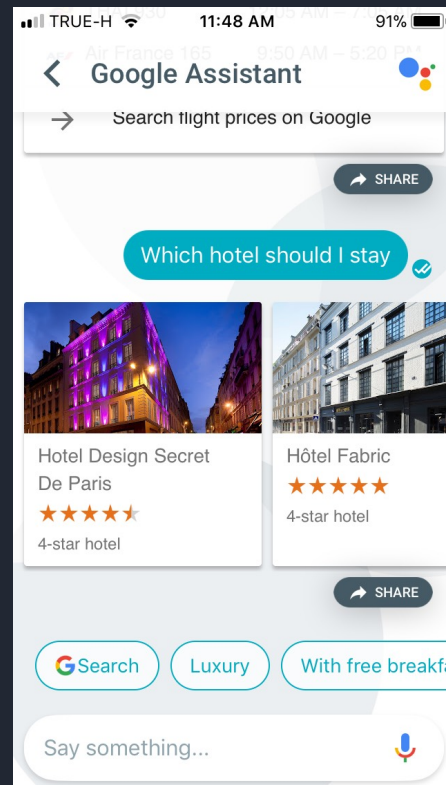 TRUE-H 11:48 AM 91%
Air France 165 9:50 AM – 5:20 PM
Google Assistant
Search flight prices on Google
SHARE
Which hotel should I stay
Hotel Design Secret
De Paris
4-star hotel
Hôtel Fabric
4-star hotel
SHARE
Search
Luxury
With free breakfa
Say something...